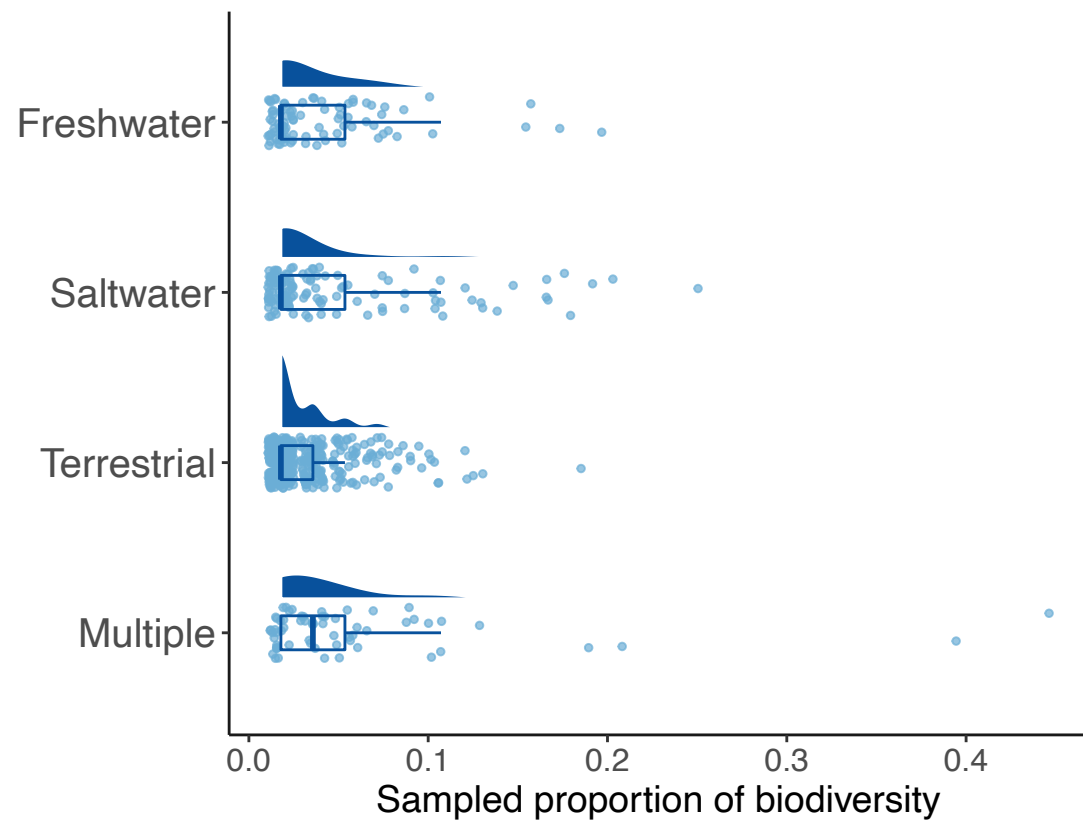 Freshwater
Saltwater
Terrestrial
Multiple
0.0 0.1 0.2 0.3 0.4
Sampled proportion of biodiversity